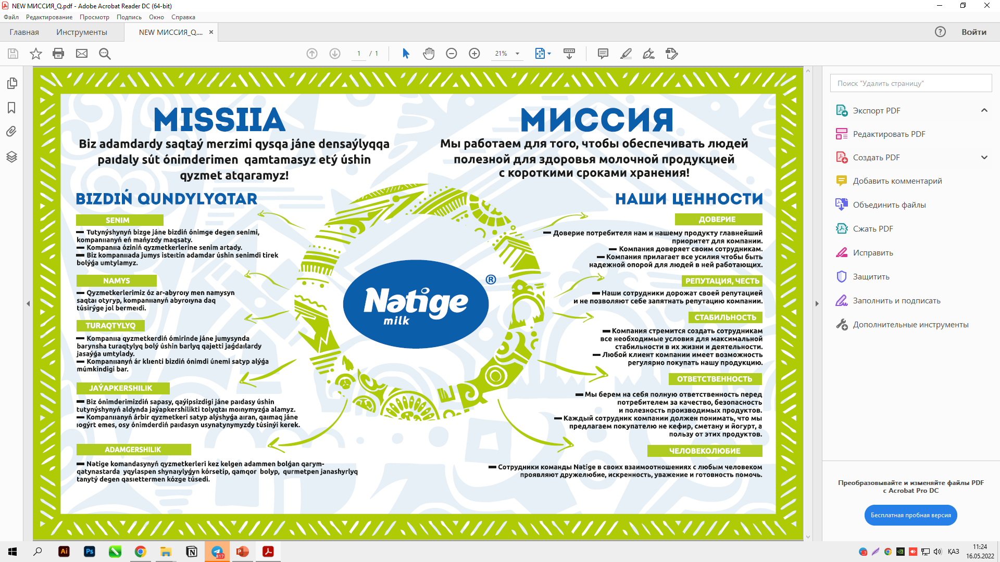 NEW МИССИЯ_Q.pdf - Adobe Acrobat Reader DC (64-bit)
Файл Редактирование Просмотр Подпись Окно Справка
Главная Инструменты NEW МИССИЯ_Q.... × Войти
1 / 1 21%
MISSIIA
Biz adamdardy saqtaý merzimi qysqa jáne densaýlyqqa
paıdaly sút ónimderimen qamtamasyz etý úshin
qyzmet atqaramyz!
BIZDIŃ QUNDYLYQTAR
SENIM
— Tutynýshynyń bizge jáne bizdiń ónimge degen senimi,
kompanııanyń eń mańyzdy maqsaty.
— Kompanııa óziniń qyzmetkerlerine senim artady.
— Biz kompanııada jumys isteıtin adamdar úshin senimdi tirek
bolýǵa umtylamyz.
NAMYS
— Qyzmetkerlerimiz óz ar-abyroıy men namysyn
saqtaı otyryp, kompanııanyń abyroıyna daq
túsirýge jol bermeıdi.
TURAQTYLYQ
— Kompanııa qyzmetkerdiń ómirinde jáne jumysynda
barynsha turaqtylyq bolý úshin barlyq qajetti jaǵdaılardy
jasaýǵa umtylady.
— Kompanııanyń ár klıenti bizdiń ónimdi únemi satyp alýǵa
múmkindigi bar.
JAÝAPKERSHILIK
— Biz ónimderimizdiń sapasy, qaýipsizdigi jáne paıdasy úshin
tutynýshynyń aldynda jaýapkershilikti tolyqtaı moınymyzǵa alamyz.
— Kompanııanyń árbir qyzmetkeri satyp alýshyǵa aıran, qaımaq jáne
ıogýrt emes, osy ónimderdiń paıdasyn usynatynymyzdy túsinýi kerek.
ADAMGERSHILIK
— Nətige komandasynyń qyzmetkerleri kez kelgen adammen bolǵan qarym-
qatynastarda yqylaspen shynaıylyǵyn kórsetip, qamqor bolyp, qurmetpen janashyrlyq
tanytý degen qasıettermen kózge túsedi.
Nətige ®
milk
МИССИЯ
Мы работаем для того, чтобы обеспечивать людей
полезной для здоровья молочной продукцией
с короткими сроками хранения!
НАШИ ЦЕННОСТИ
ДОВЕРИЕ
— Доверие потребителя нам и нашему продукту главнейший
приоритет для компании.
— Компания доверяет своим сотрудникам.
— Компания прилагает все усилия чтобы быть
надежной опорой для людей в ней работающих.
РЕПУТАЦИЯ, ЧЕСТЬ
— Наши сотрудники дорожат своей репутацией
и не позволяют себе запятнать репутацию компании.
СТАБИЛЬНОСТЬ
— Компания стремится создать сотрудникам
все необходимые условия для максимальной
стабильности в их жизни и деятельности.
— Любой клиент компании имеет возможность
регулярно покупать нашу продукцию.
ОТВЕТСТВЕННОСТЬ
— Мы берем на себя полную ответственность перед
потребителем за качество, безопасность
и полезность производимых продуктов.
— Каждый сотрудник компании должен понимать, что мы
предлагаем покупателю не кефир, сметану и йогурт, а
пользу от этих продуктов.
ЧЕЛОВЕКОЛЮБИЕ
— Сотрудники команды Nətige в своих взаимоотношениях с любым человеком
проявляют дружелюбие, искренность, уважение и готовность помочь.
Поиск "Удалить страницу"
Экспорт PDF
Редактировать PDF
Создать PDF
Добавить комментарий
Объединить файлы
Сжать PDF
Исправить
Защитить
Заполнить и подписать
Дополнительные инструменты
Преобразовывайте и изменяйте файлы PDF
с Acrobat Pro DC
Бесплатная пробная версия
Ai Ps 817 ҚАЗ
11:24
16.05.2022